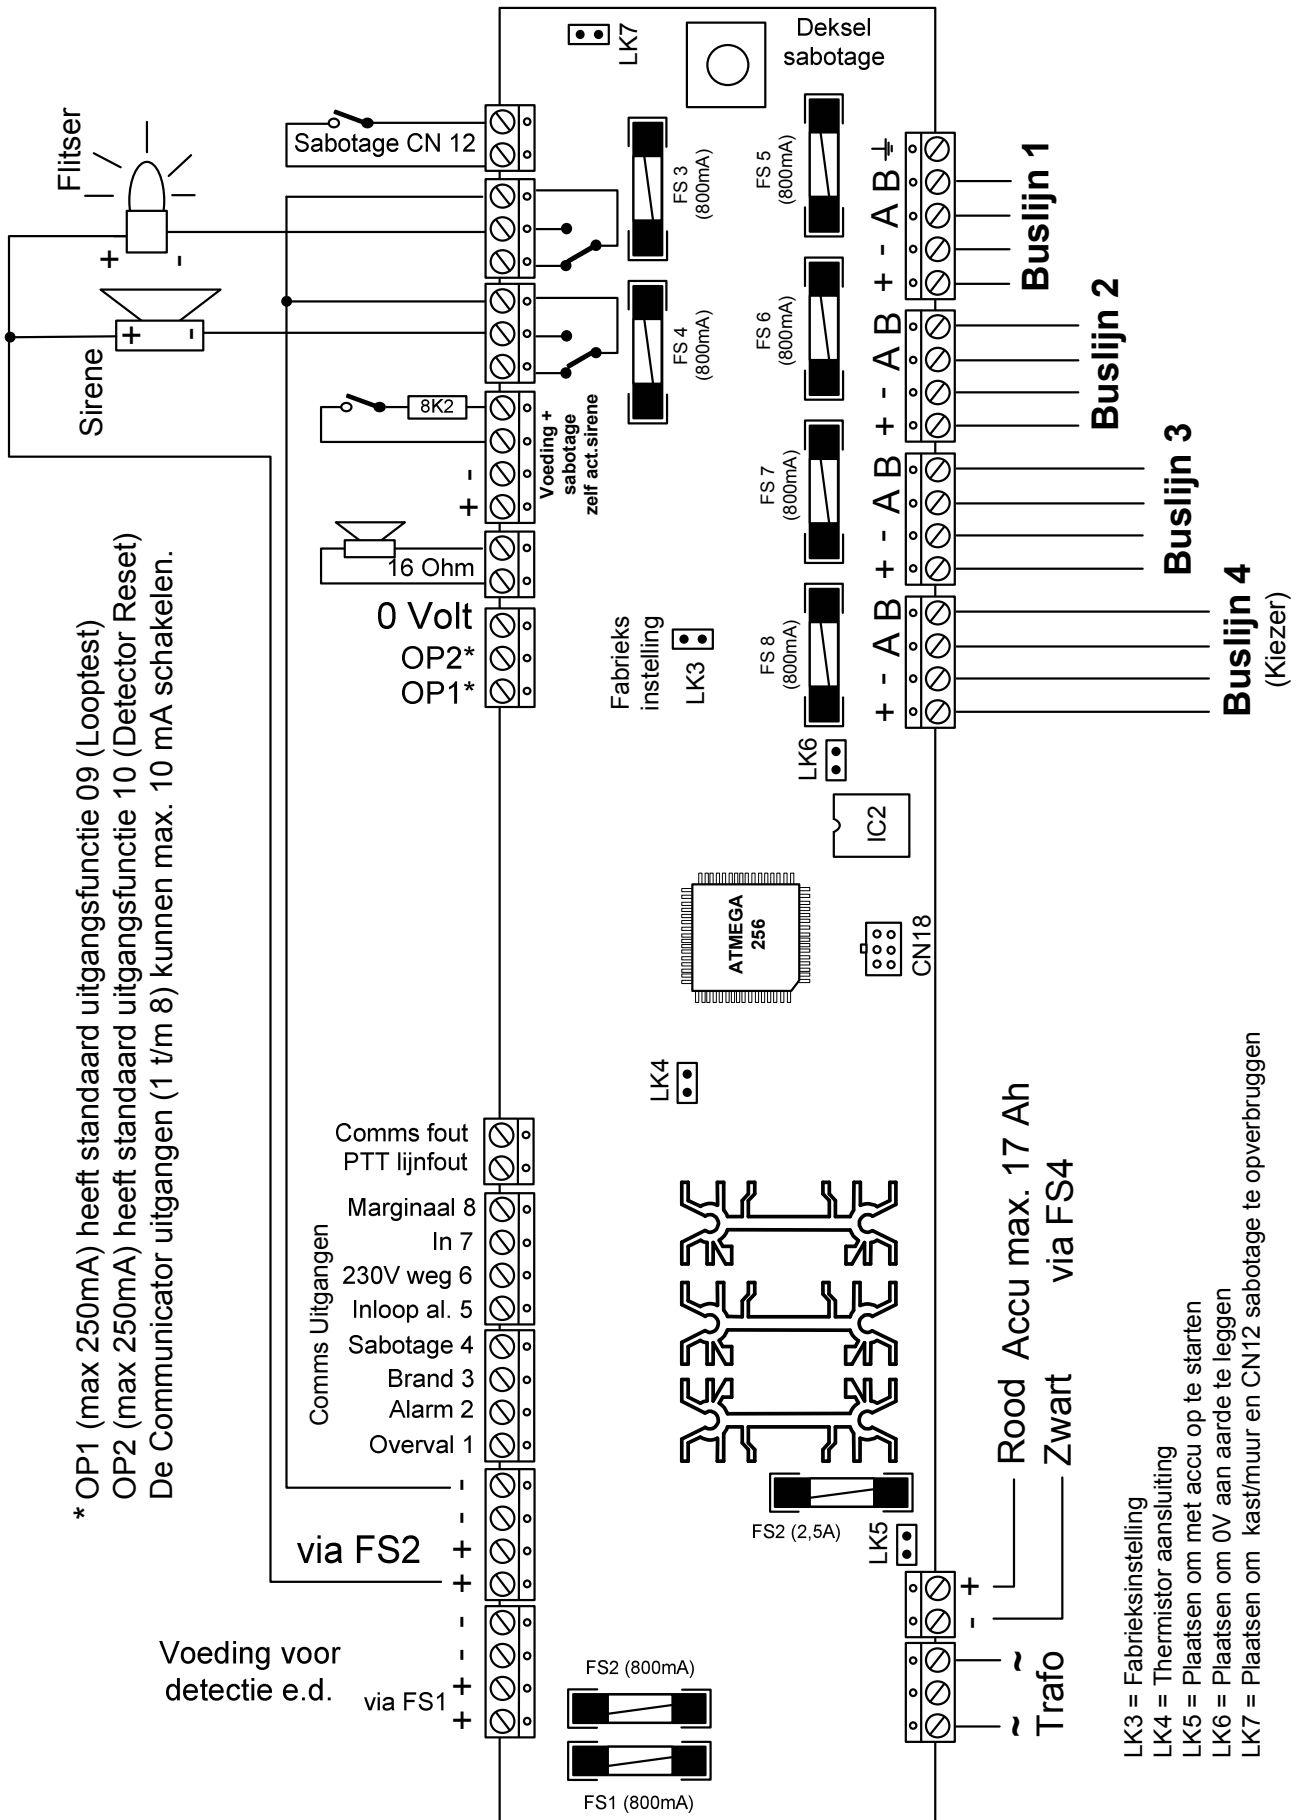 Deksel
sabotage
LK7
Flitser
+
-
Sabotage CN 12
FS 3
(800mA)
FS 5
(800mA)
B
A
-
+
Buslijn 1
Sirene
+
-
FS 4
(800mA)
FS 6
(800mA)
B
A
-
+
Buslijn 2
8K2
-
+
Voeding +
sabotage
zelf act.sirene
FS 7
(800mA)
B
A
-
+
Buslijn 3
16 Ohm
0 Volt
OP2*
OP1*
Fabrieks
instelling
LK3
FS 8
(800mA)
B
A
-
+
Buslijn 4
(Kiezer)
* OP1 (max 250mA) heeft standaard uitgangsfunctie 09 (Looptest)
OP2 (max 250mA) heeft standaard uitgangsfunctie 10 (Detector Reset)
De Communicator uitgangen (1 t/m 8) kunnen max. 10 mA schakelen.
LK6
IC2
ATMEGA
256
CN18
LK4
Comms fout
PTT lijnfout
Comms Uitgangen
Marginaal 8
In 7
230V weg 6
Inloop al. 5
Sabotage 4
Brand 3
Alarm 2
Overval 1
-
-
via FS2
+
+
FS2 (2,5A)
LK5
Rood Accu max. 17 Ah
Zwart via FS4
+
-
Voeding voor
detectie e.d.
via FS1
-
-
+
+
FS2 (800mA)
FS1 (800mA)
~
~
Trafo
LK3 = Fabrieksinstelling
LK4 = Thermistor aansluiting
LK5 = Plaatsen om met accu op te starten
LK6 = Plaatsen om 0V aan aarde te leggen
LK7 = Plaatsen om kast/muur en CN12 sabotage te opverbruggen